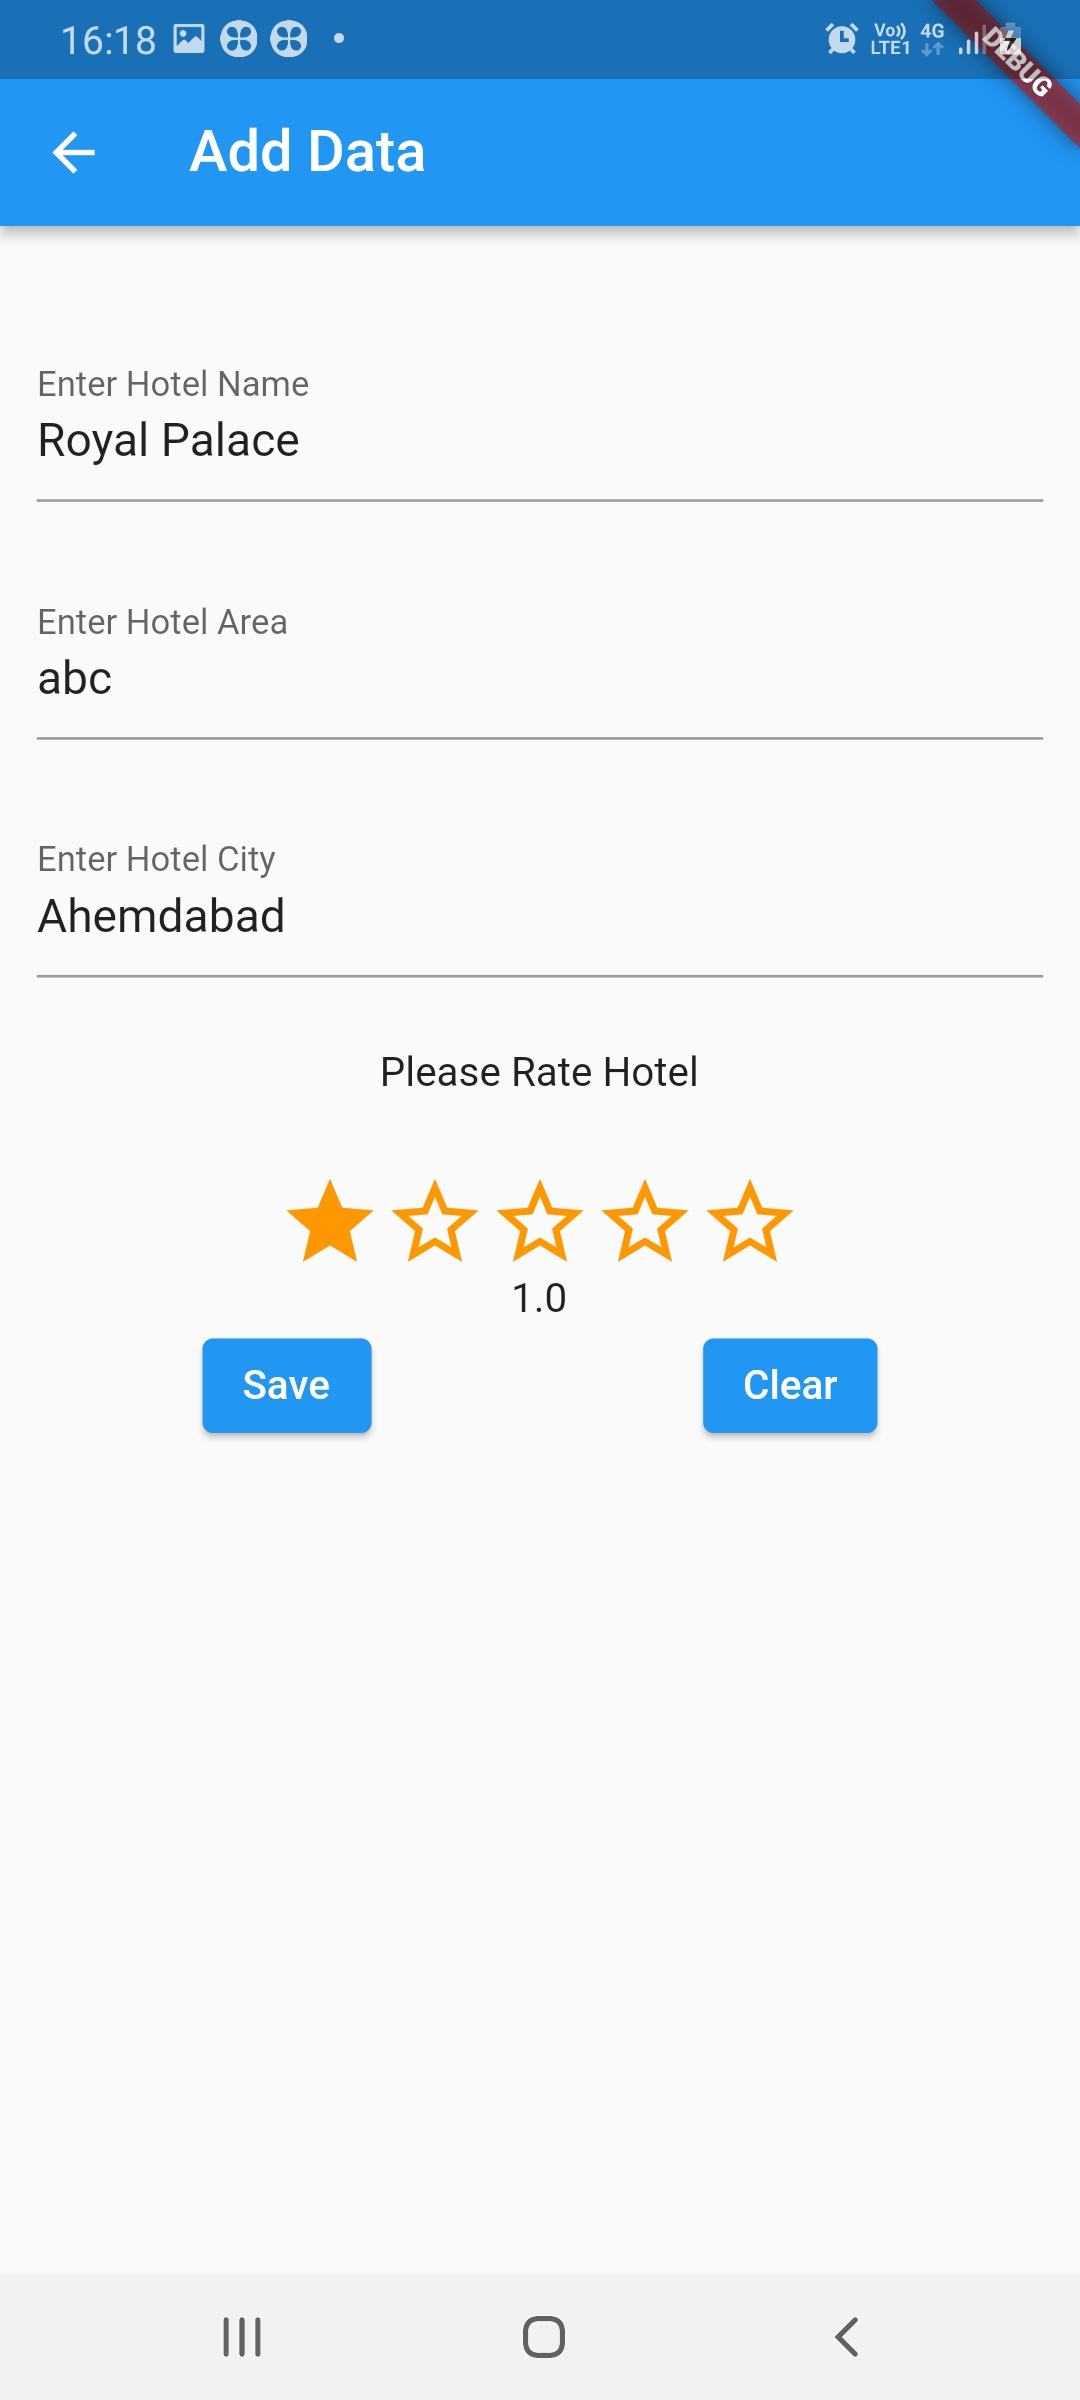 16:18 Vo)) LTE1 4G DEBUG
Add Data
Enter Hotel Name
Royal Palace
Enter Hotel Area
abc
Enter Hotel City
Ahemdabad
Please Rate Hotel
1.0
Save Clear